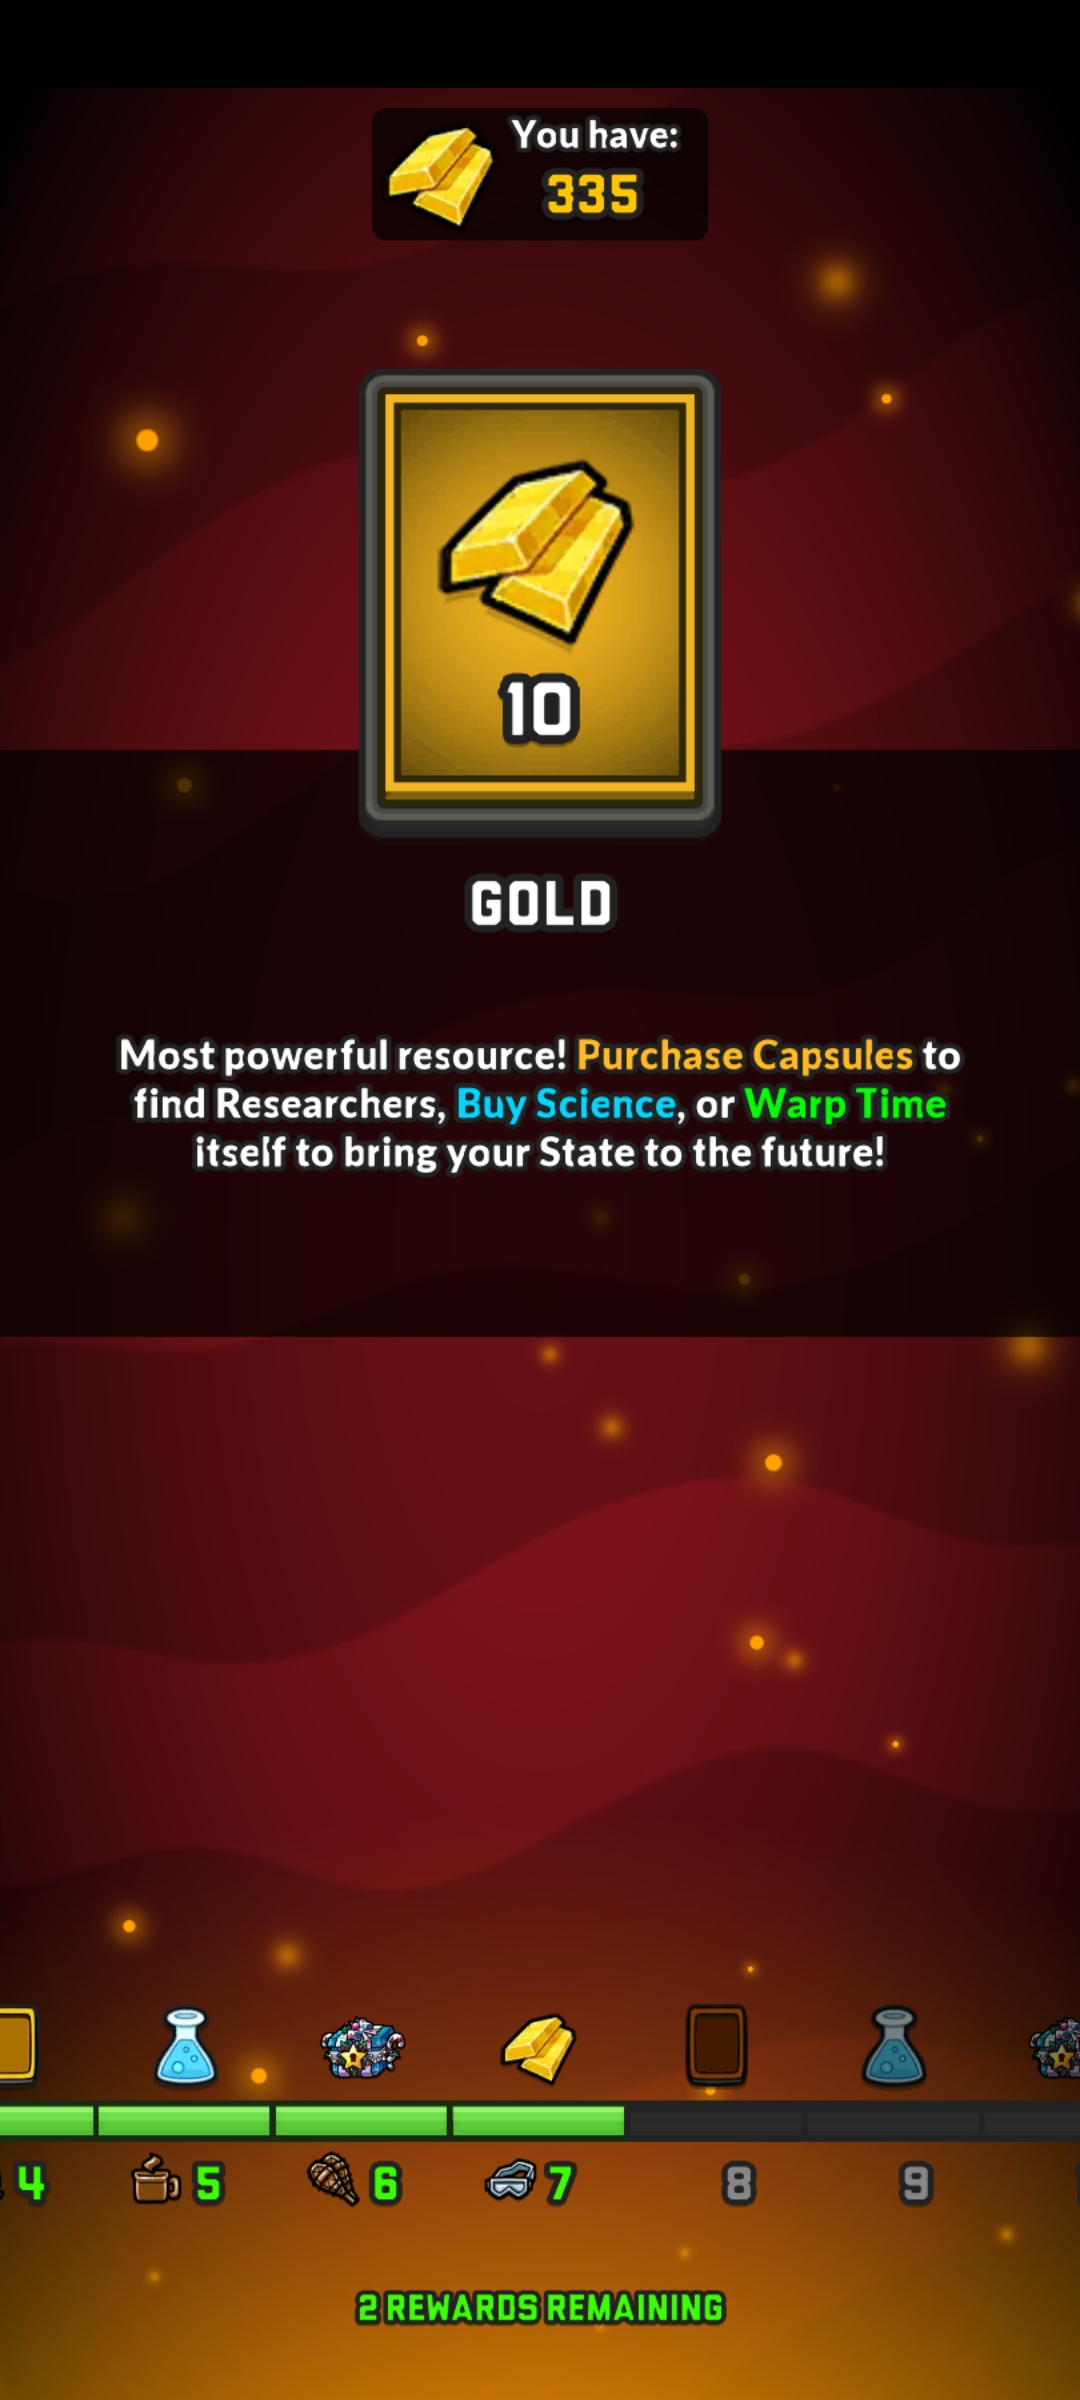 You have:
335
10
GOLD
Most powerful resource! Purchase Capsules to
find Researchers, Buy Science, or Warp Time
itself to bring your State to the future!
4 5 6 7 8 9
2 REWARDS REMAINING